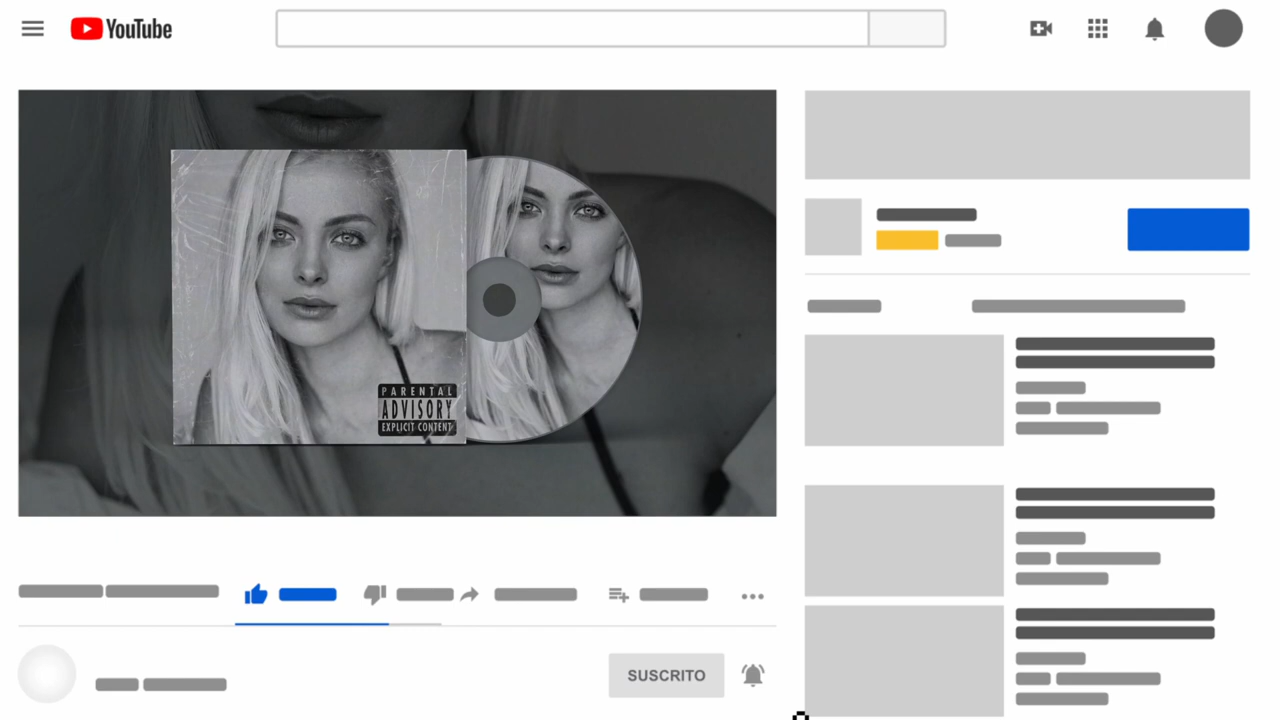 YouTube
PARENTAL
ADVISORY
EXPLICIT CONTENT
SUSCRITO